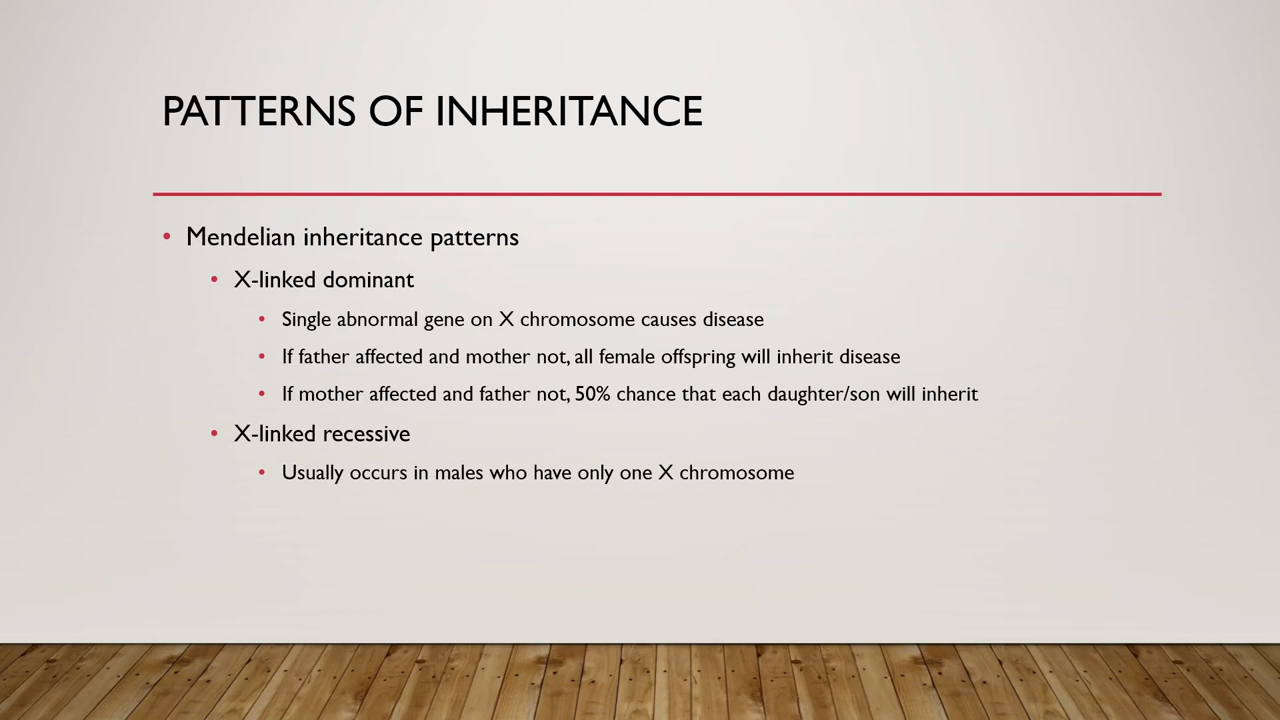 PATTERNS OF INHERITANCE
• Mendelian inheritance patterns
• X-linked dominant
• Single abnormal gene on X chromosome causes disease
• If father affected and mother not, all female offspring will inherit disease
• If mother affected and father not, 50% chance that each daughter/son will inherit
• X-linked recessive
• Usually occurs in males who have only one X chromosome